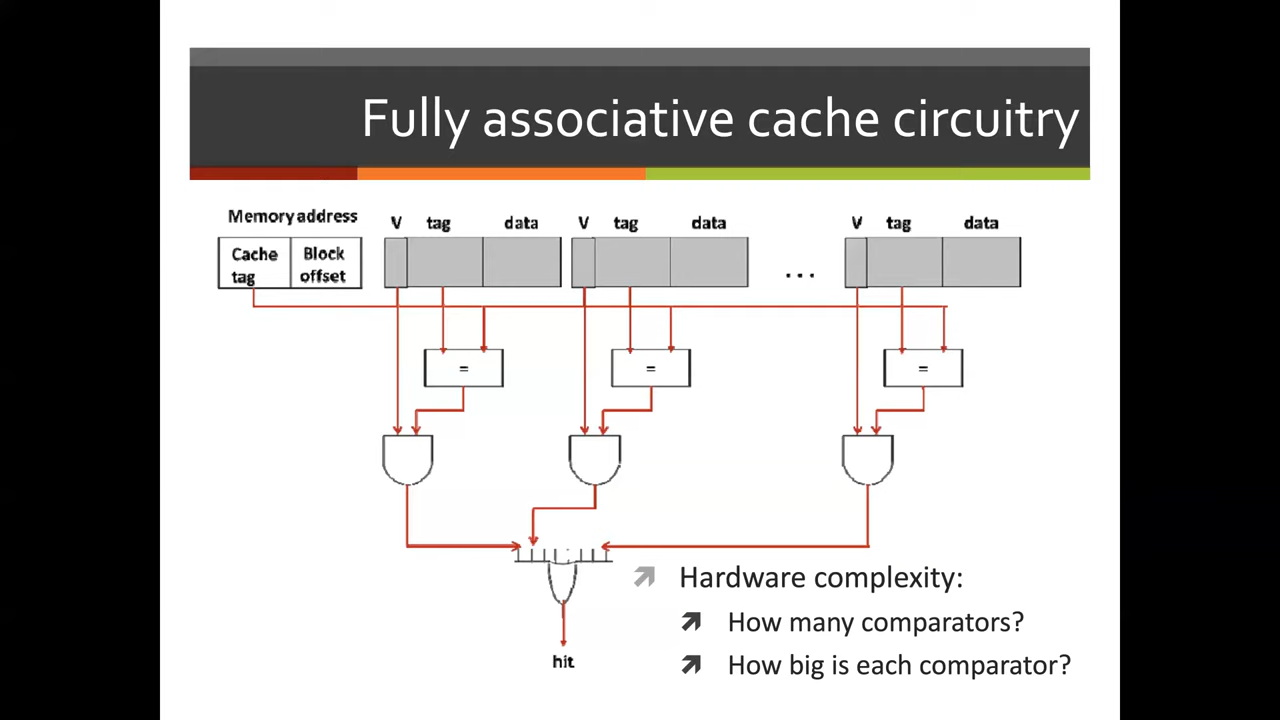 Fully associative cache circuitry
Memory address
V tag data V tag data V tag data
Cache tag
Block offset
...
= = =
hit
Hardware complexity:
How many comparators?
How big is each comparator?